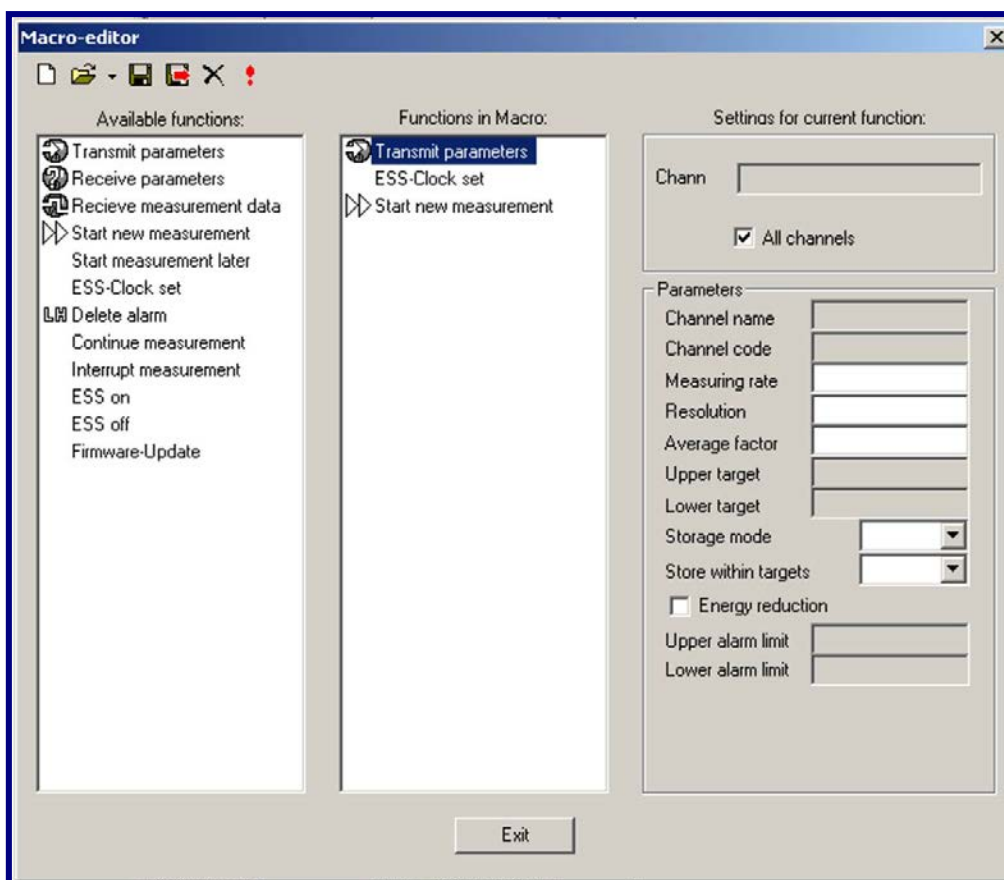 Macro-editor
Available functions:
Transmit parameters
Receive parameters
Recieve measurement data
Start new measurement
Start measurement later
ESS-Clock set
LH Delete alarm
Continue measurement
Interrupt measurement
ESS on
ESS off
Firmware-Update
Functions in Macro:
Transmit parameters
ESS-Clock set
Start new measurement
Settings for current function:
Chann
All channels
Parameters
Channel name
Channel code
Measuring rate
Resolution
Average factor
Upper target
Lower target
Storage mode
Store within targets
Energy reduction
Upper alarm limit
Lower alarm limit
Exit